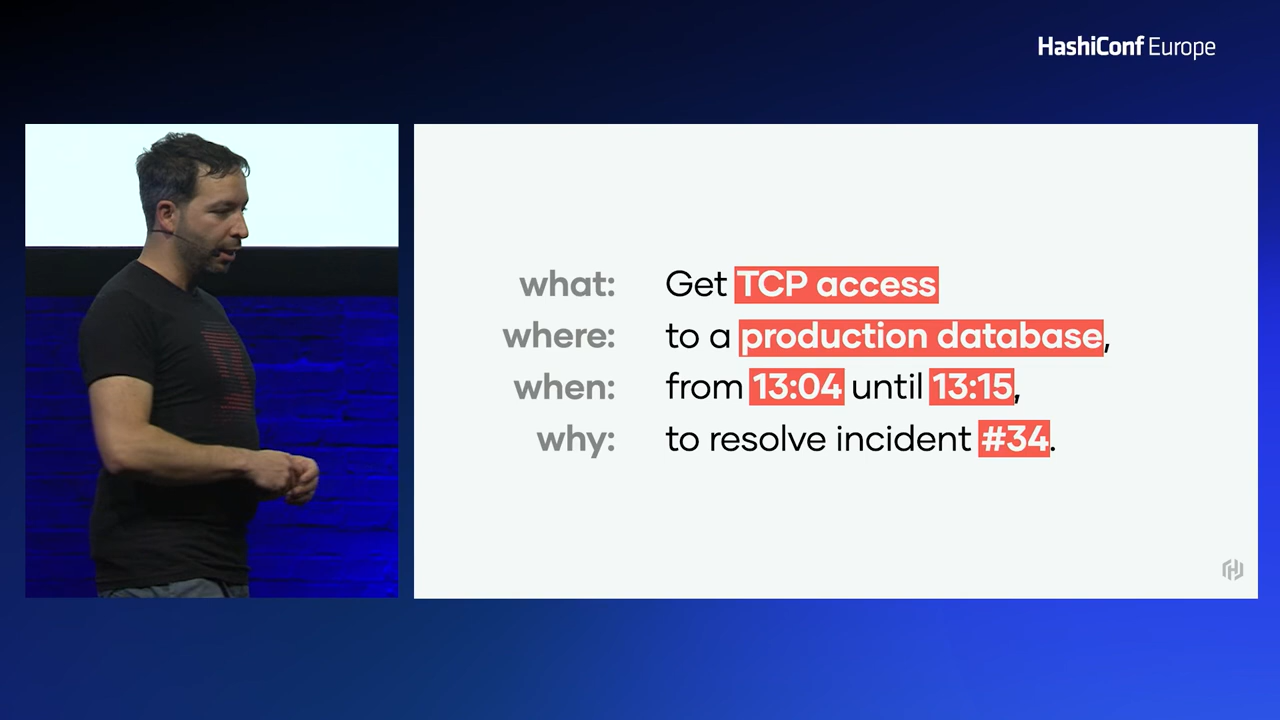 HashiConf Europe
what: Get TCP access
where: to a production database,
when: from 13:04 until 13:15,
why: to resolve incident #34.